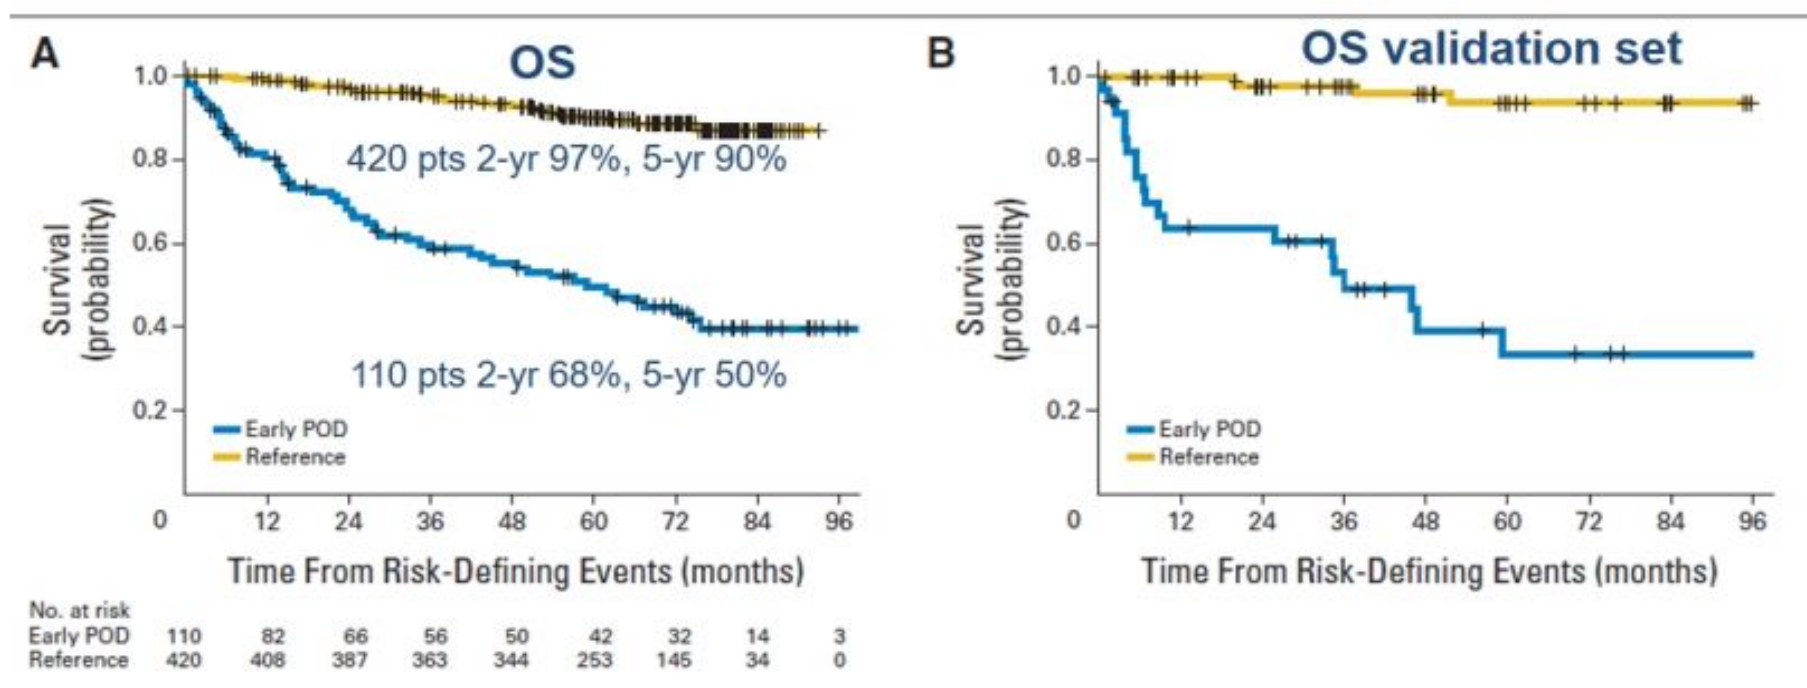 A
OS
1.0
0.8
0.6
0.4
0.2
Survival
(probability)
420 pts 2-yr 97%, 5-yr 90%
110 pts 2-yr 68%, 5-yr 50%
Early POD
Reference
0 12 24 36 48 60 72 84 96
Time From Risk-Defining Events (months)
No. at risk
Early POD 110 82 66 56 50 42 32 14 3
Reference 420 408 387 363 344 253 145 34 0
B
OS validation set
1.0
0.8
0.6
0.4
0.2
Survival
(probability)
Early POD
Reference
0 12 24 36 48 60 72 84 96
Time From Risk-Defining Events (months)